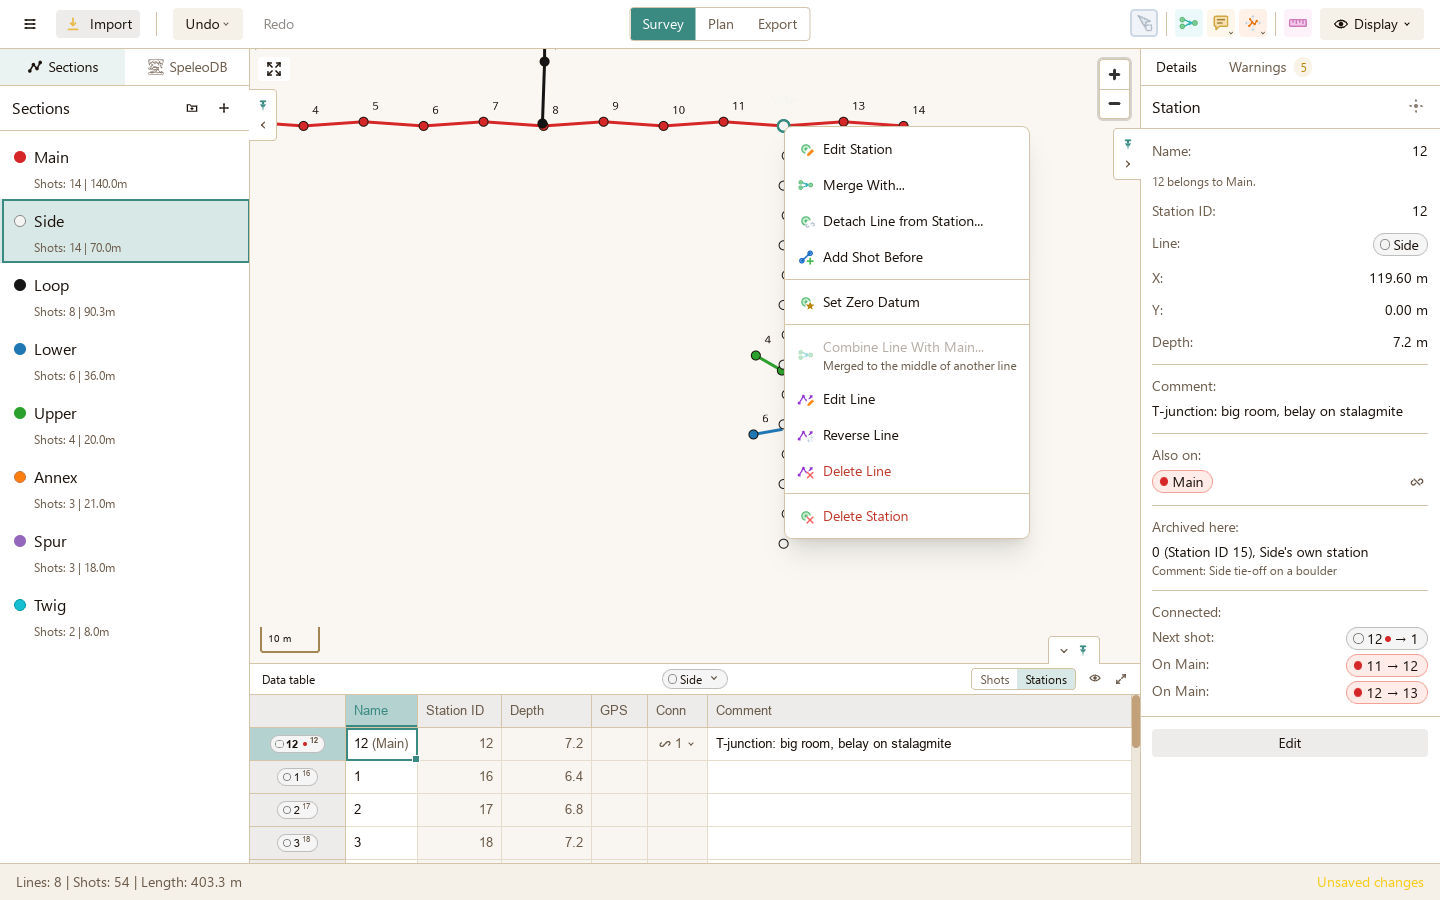 Import
Undo
Redo
Survey
Plan
Export
Display
Sections
SpeleoDB
Sections
Main
Shots: 14 | 140.0m
Side
Shots: 14 | 70.0m
Loop
Shots: 8 | 90.3m
Lower
Shots: 6 | 36.0m
Upper
Shots: 4 | 20.0m
Annex
Shots: 3 | 21.0m
Spur
Shots: 3 | 18.0m
Twig
Shots: 2 | 8.0m
4
5
6
7
8
9
10
11
13
14
4
6
Edit Station
Merge With...
Detach Line from Station...
Add Shot Before
Set Zero Datum
Combine Line With Main...
Merged to the middle of another line
Edit Line
Reverse Line
Delete Line
Delete Station
10 m
Data table
Side
Shots
Stations
Name Station ID Depth GPS Conn Comment
12 12 12 (Main) 12 7.2 1 T-junction: big room, belay on stalagmite
1 16 1 16 6.4
2 17 2 17 6.8
3 18 3 18 7.2
Details
Warnings 5
Station
Name: 12
12 belongs to Main.
Station ID: 12
Line: Side
X: 119.60 m
Y: 0.00 m
Depth: 7.2 m
Comment:
T-junction: big room, belay on stalagmite
Also on:
Main
Archived here:
0 (Station ID 15), Side's own station
Comment: Side tie-off on a boulder
Connected:
Next shot: 12 → 1
On Main: 11 → 12
On Main: 12 → 13
Edit
Lines: 8 | Shots: 54 | Length: 403.3 m
Unsaved changes